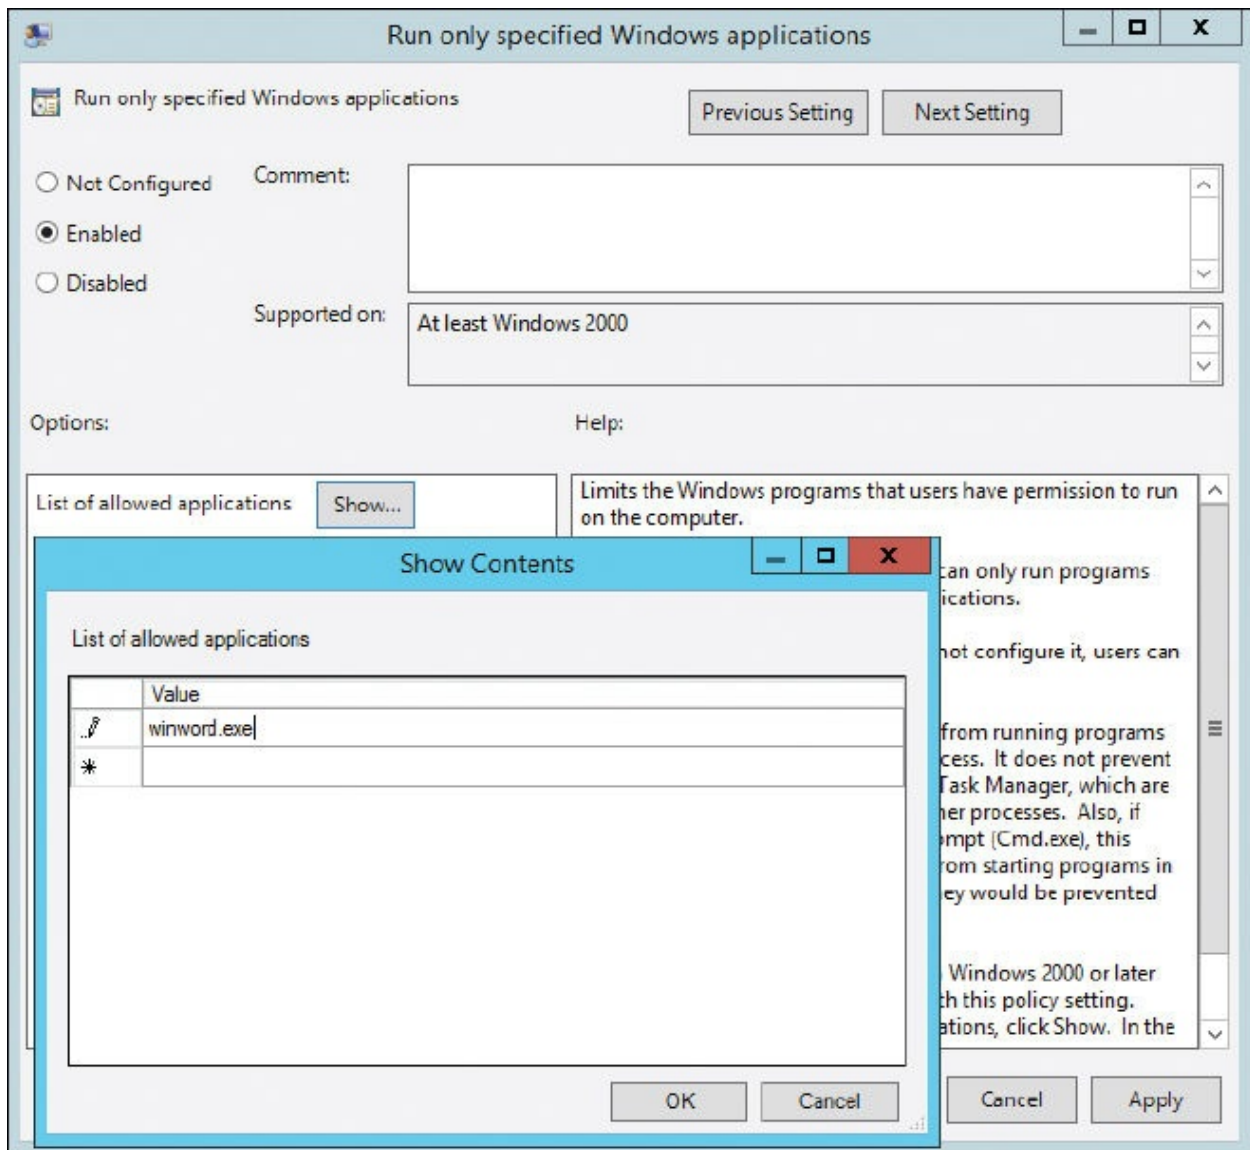 Run only specified Windows applications
X
Run only specified Windows applications
Previous Setting
Next Setting
Not Configured
Comment:
Enabled
Disabled
Supported on:
At least Windows 2000
Options:
Help:
List of allowed applications
Show...
Limits the Windows programs that users have permission to run
on the computer.
can only run programs
ications.
not configure it, users can
from running programs
cess. It does not prevent
Task Manager, which are
her processes. Also, if
ompt (Cmd.exe), this
rom starting programs in
ey would be prevented
Windows 2000 or later
th this policy setting.
ations, click Show. In the
Show Contents
X
List of allowed applications
Value
winword.exe
*
OK
Cancel
Cancel
Apply